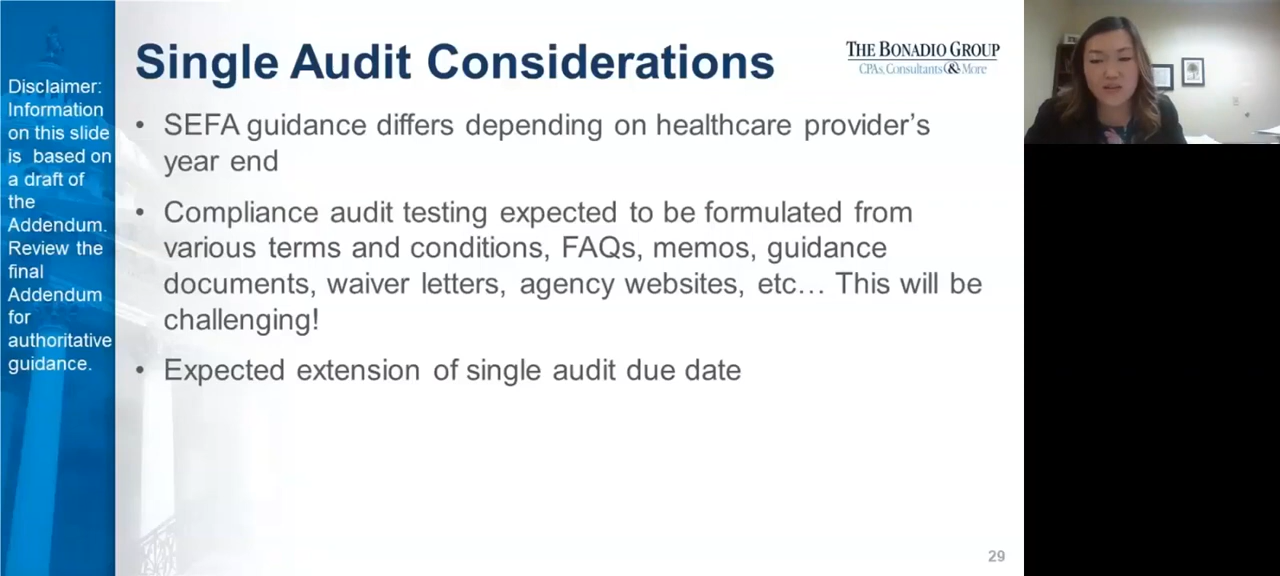 Single Audit Considerations
THE BONADIO GROUP
CPAs, Consultants & More
Disclaimer:
Information
on this slide
is based on
a draft of
the
Addendum.
Review the
final
Addendum
for
authoritative
guidance.
• SEFA guidance differs depending on healthcare provider's
year end
• Compliance audit testing expected to be formulated from
various terms and conditions, FAQs, memos, guidance
documents, waiver letters, agency websites, etc… This will be
challenging!
• Expected extension of single audit due date
29